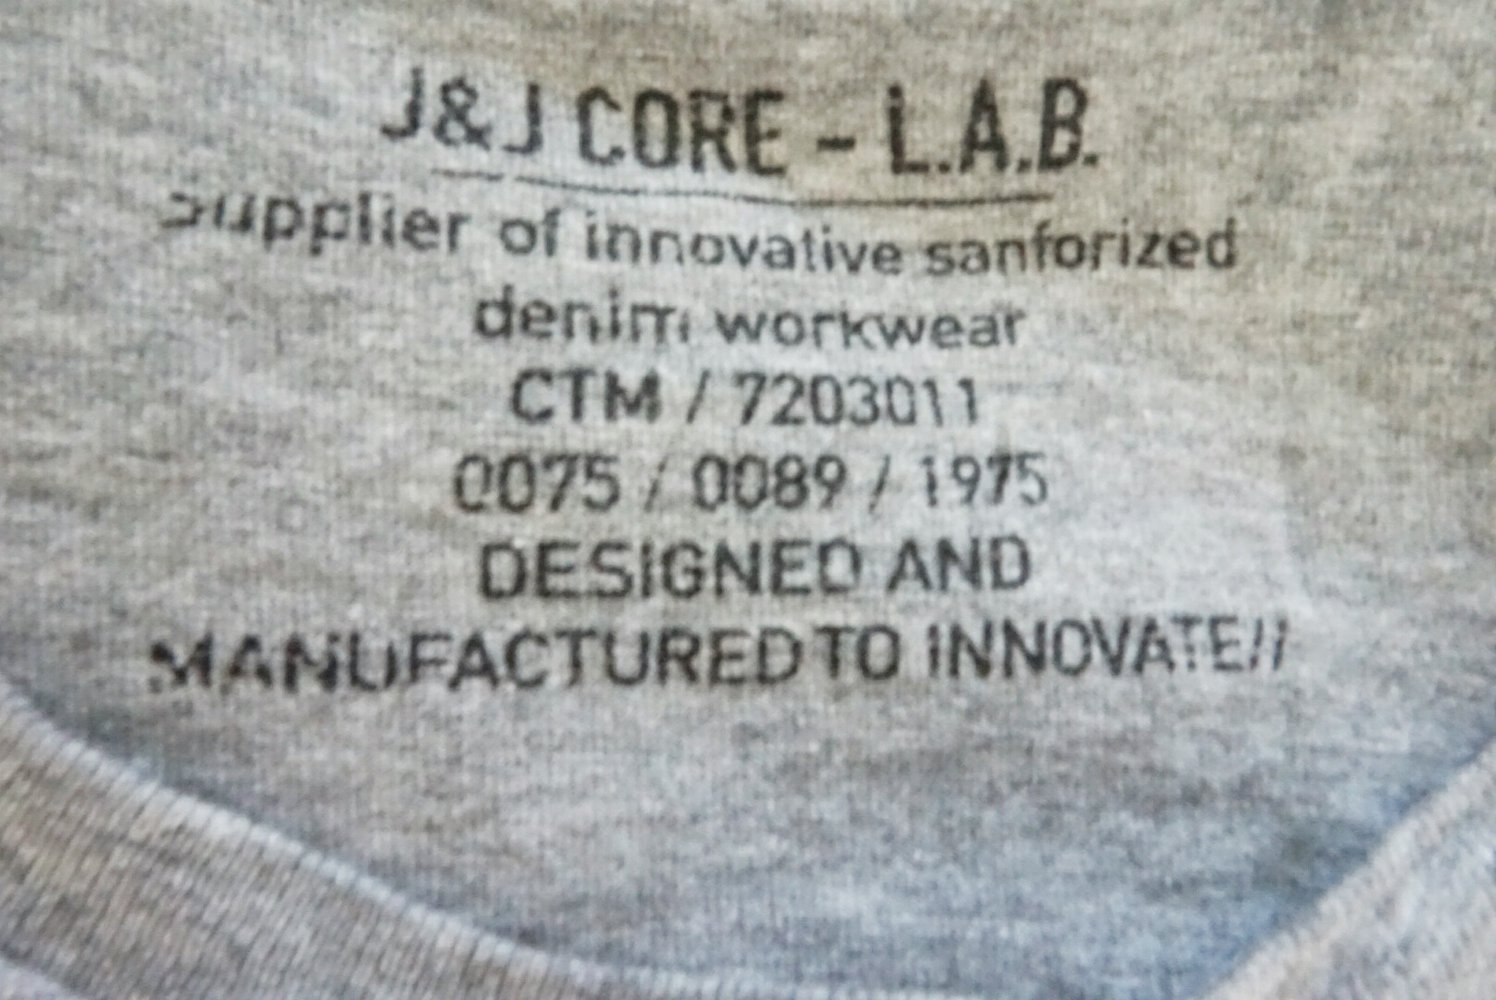 J&J CORE - L.A.B.
Supplier of innovative sanforized
denim workwear
CTM / 7203011
0075 / 0089 / 1975
DESIGNED AND
MANUFACTURED TO INNOVATE//